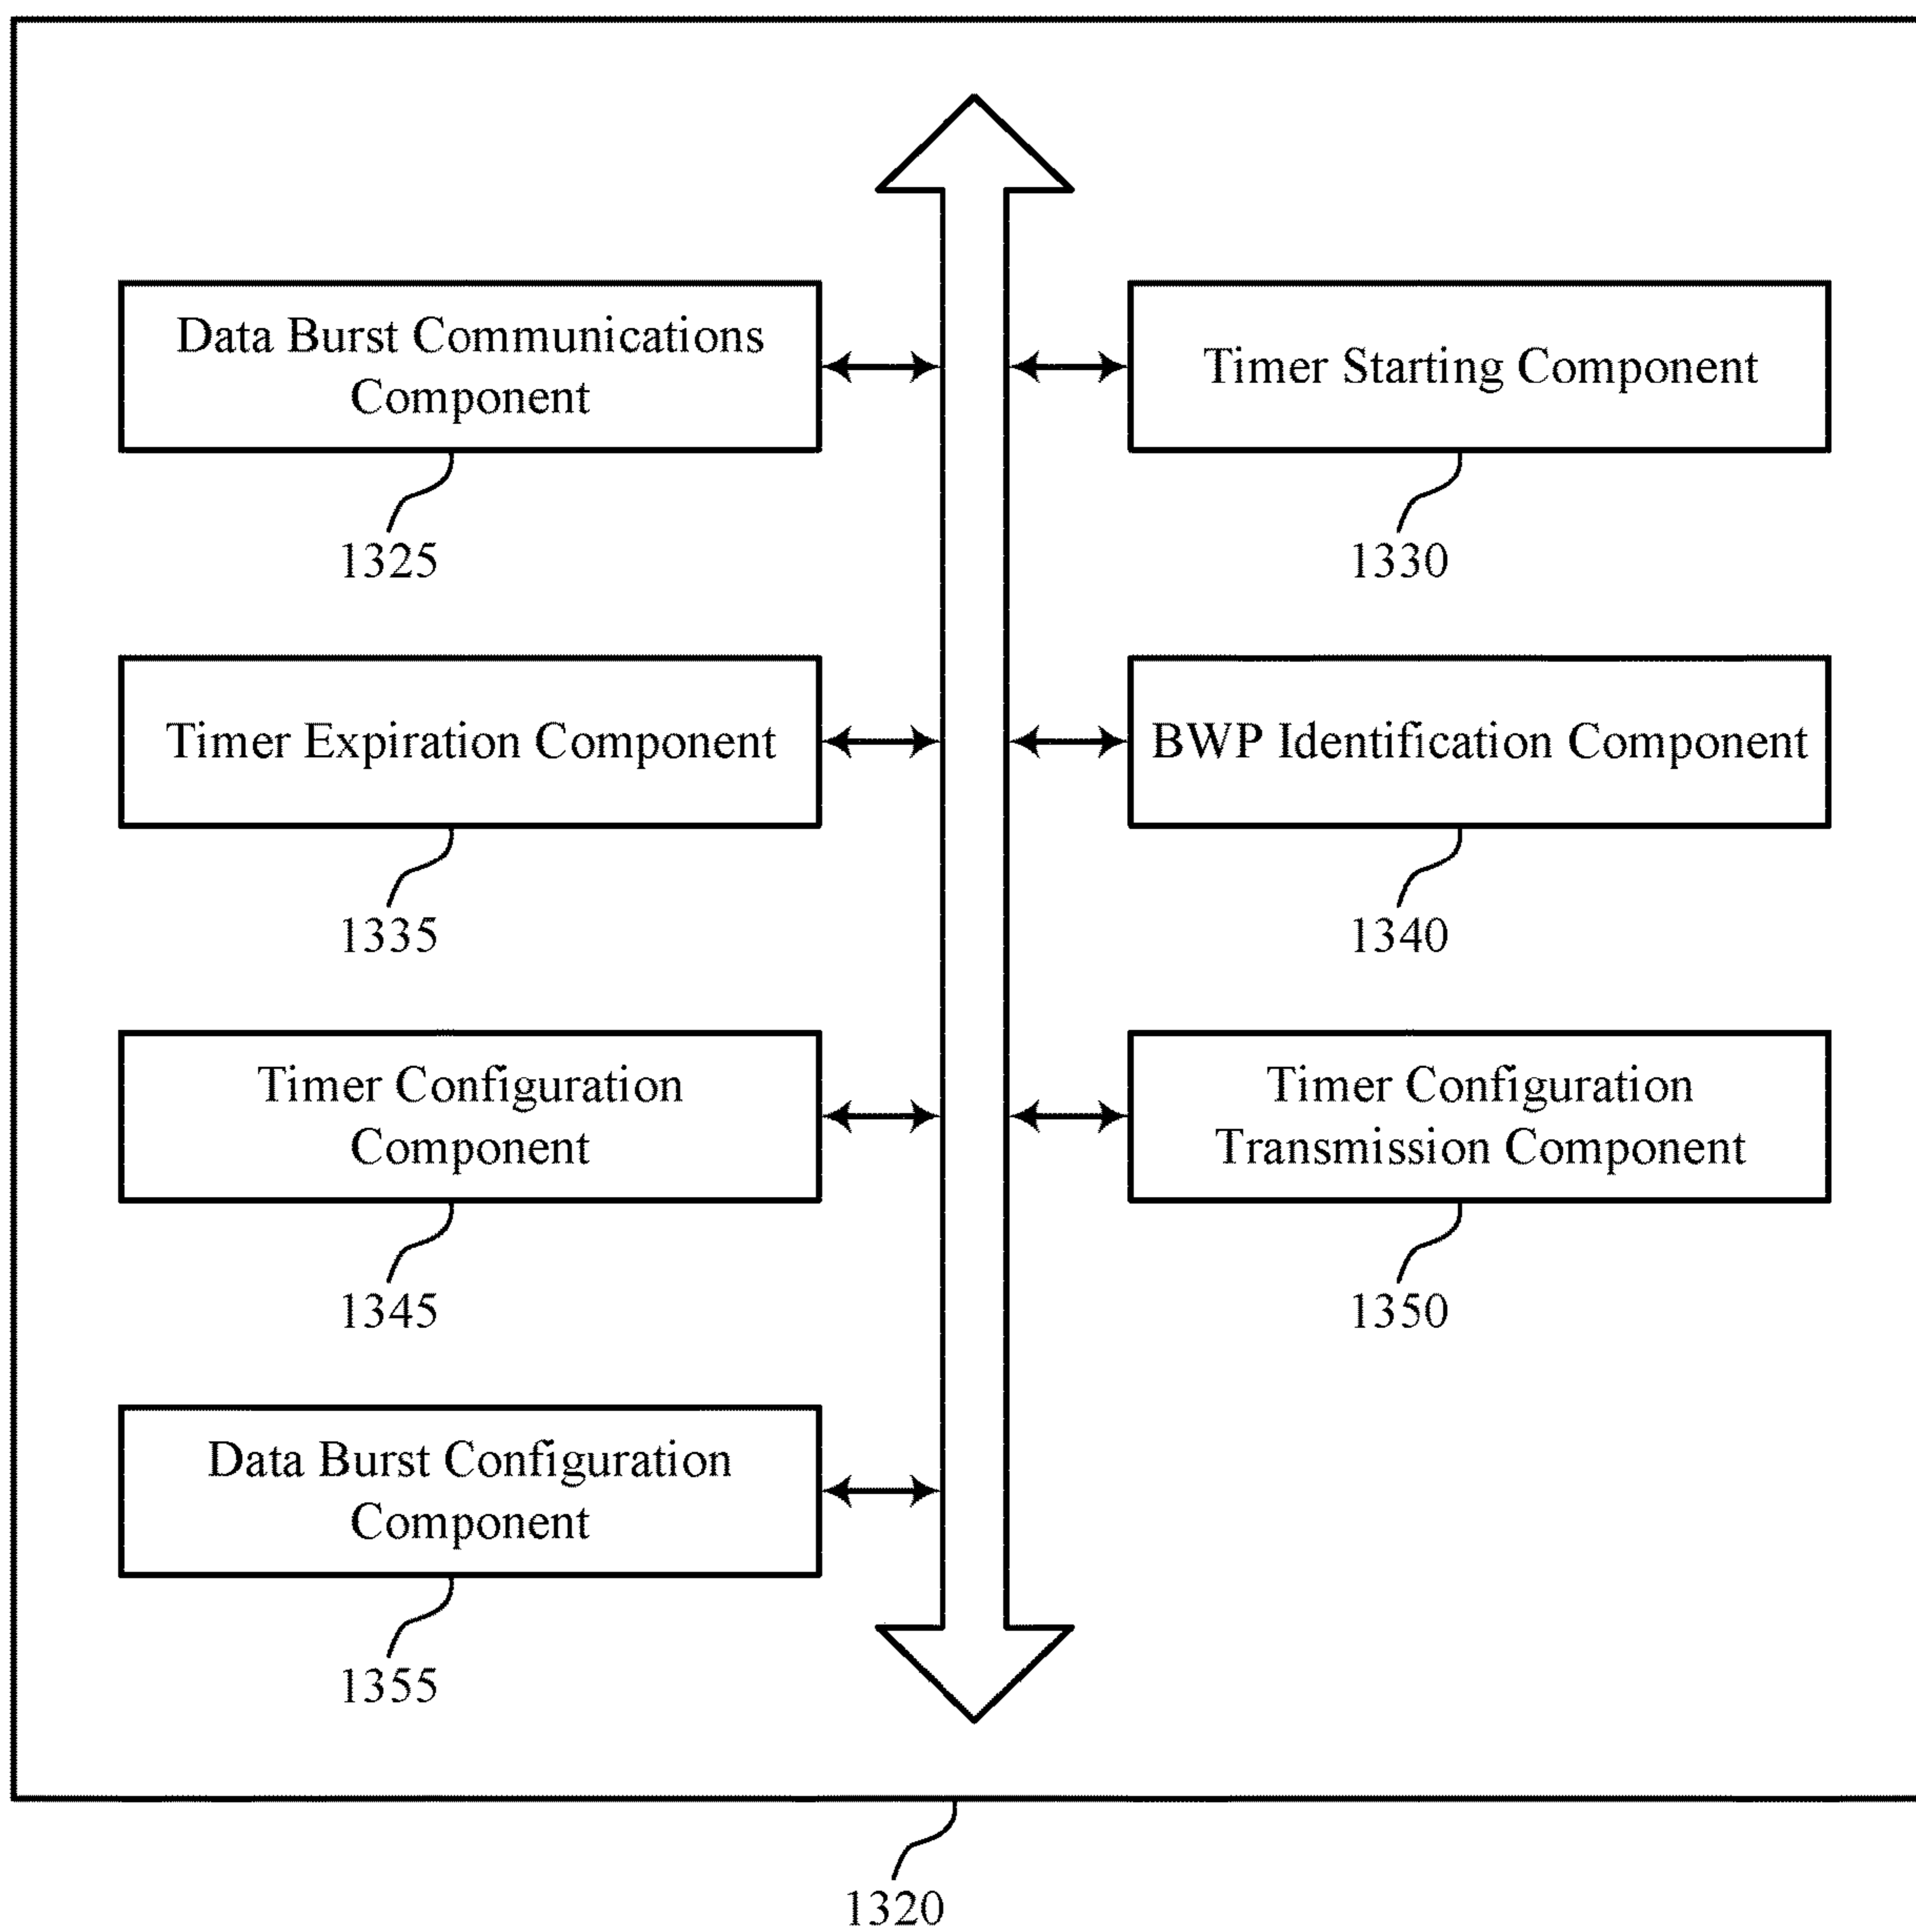 Data Burst Communications
Component
1325
Timer Starting Component
1330
Timer Expiration Component
1335
BWP Identification Component
1340
Timer Configuration
Component
1345
Timer Configuration
Transmission Component
1350
Data Burst Configuration
Component
1355
1320